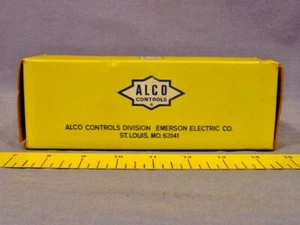 ALCO
CONTROLS
ALCO CONTROLS DIVISION EMERSON ELECTRIC CO.
ST. LOUIS, MO. 63141